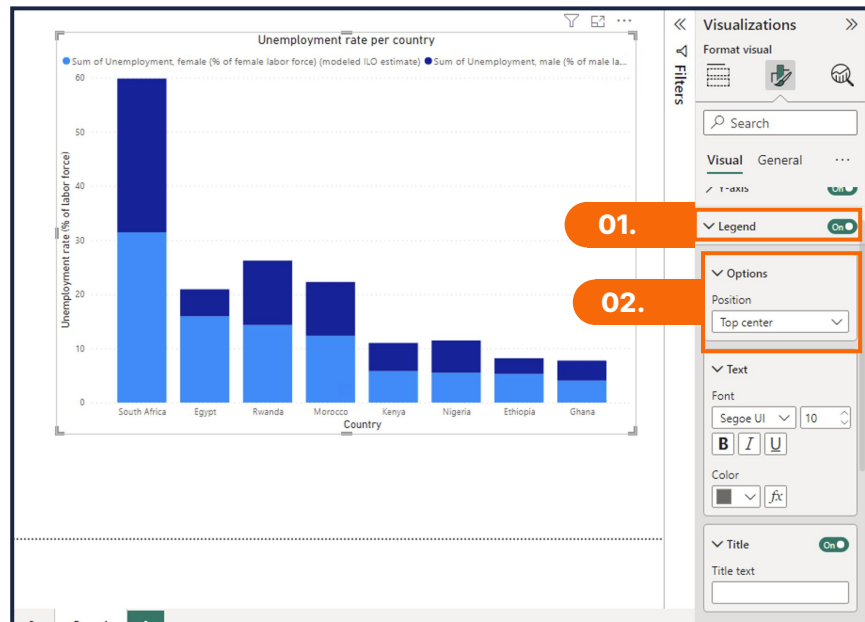 Unemployment rate per country
Sum of Unemployment, female (% of female labor force) (modeled ILO estimate) Sum of Unemployment, male (% of male la...
Unemployment rate (% of labor force)
60
50
40
30
20
10
0
South Africa Egypt Rwanda Morocco Kenya Nigeria Ethiopia Ghana
Country
Filters
Visualizations
Format visual
Search
Visual General
Y-axis On
01.
Legend On
02.
Options
Position
Top center
Text
Font
Segoe UI 10
B I U
Color
fx
Title On
Title text